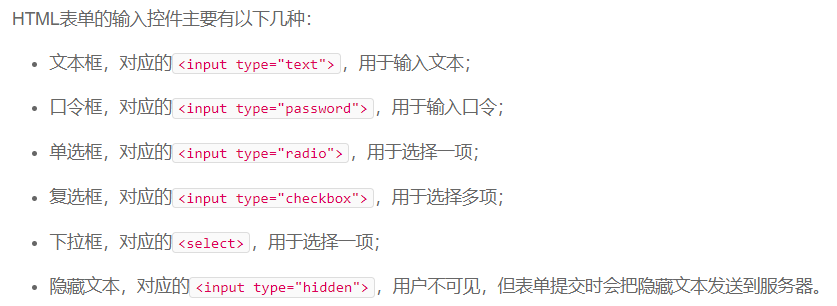 HTML表单的输入控件主要有以下几种：
• 文本框，对应的<input type="text">，用于输入文本；
• 口令框，对应的<input type="password">，用于输入口令；
• 单选框，对应的<input type="radio">，用于选择一项；
• 复选框，对应的<input type="checkbox">，用于选择多项；
• 下拉框，对应的<select>，用于选择一项；
• 隐藏文本，对应的<input type="hidden">，用户不可见，但表单提交时会把隐藏文本发送到服务器。